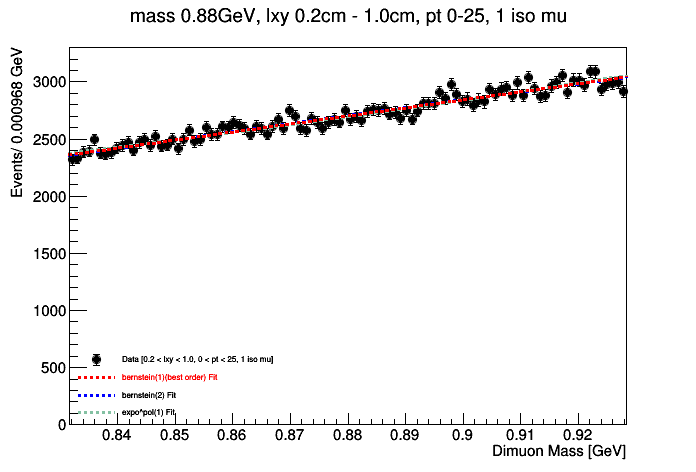 mass 0.88GeV, lxy 0.2cm - 1.0cm, pt 0-25, 1 iso mu
Events/ 0.000968 GeV
3000
2500
2000
1500
1000
500
0
Data [0.2 < lxy < 1.0, 0 < pt < 25, 1 iso mu]
bernstein(1)(best order) Fit
bernstein(2) Fit
expo^pol(1) Fit
0.84 0.85 0.86 0.87 0.88 0.89 0.9 0.91 0.92
Dimuon Mass [GeV]